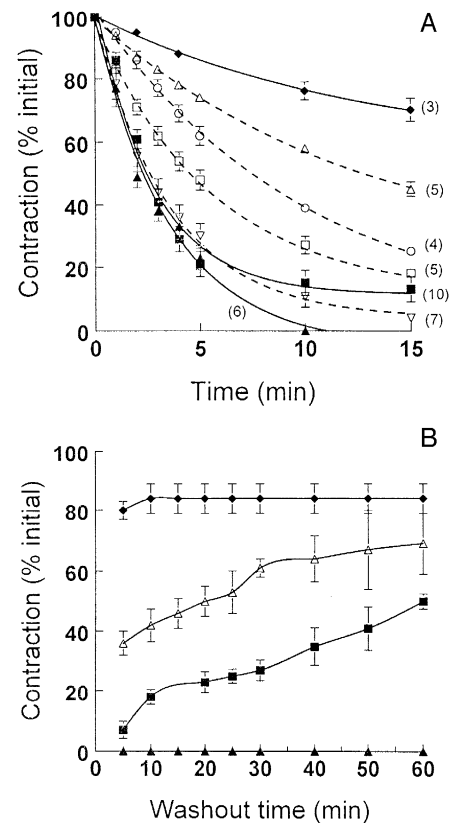 A
Contraction (% initial)
100
80
60
40
20
0
(3)
(5)
(4)
(5)
(10)
(7)
(6)
0 5 10 15
Time (min)
B
Contraction (% initial)
100
80
60
40
20
0
0 10 20 30 40 50 60
Washout time (min)